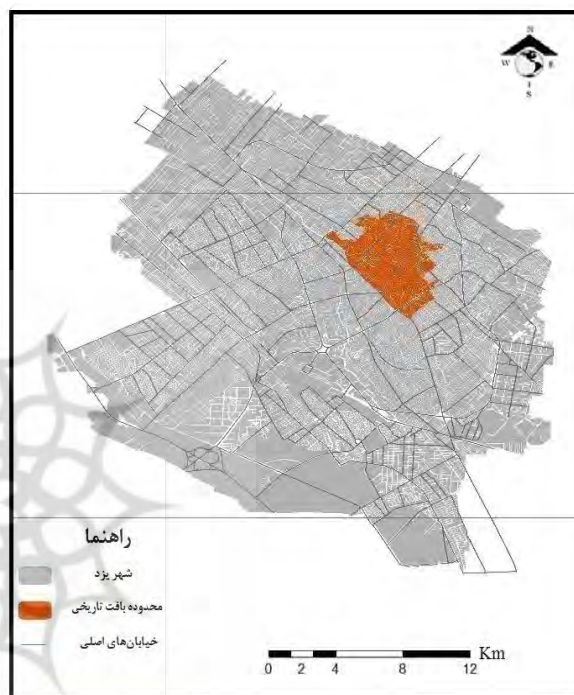 N
W E
S
راهنما
شهر یزد
محدوده بافت تاریخی
خیابان‌های اصلی
Km
0 2 4 8 12